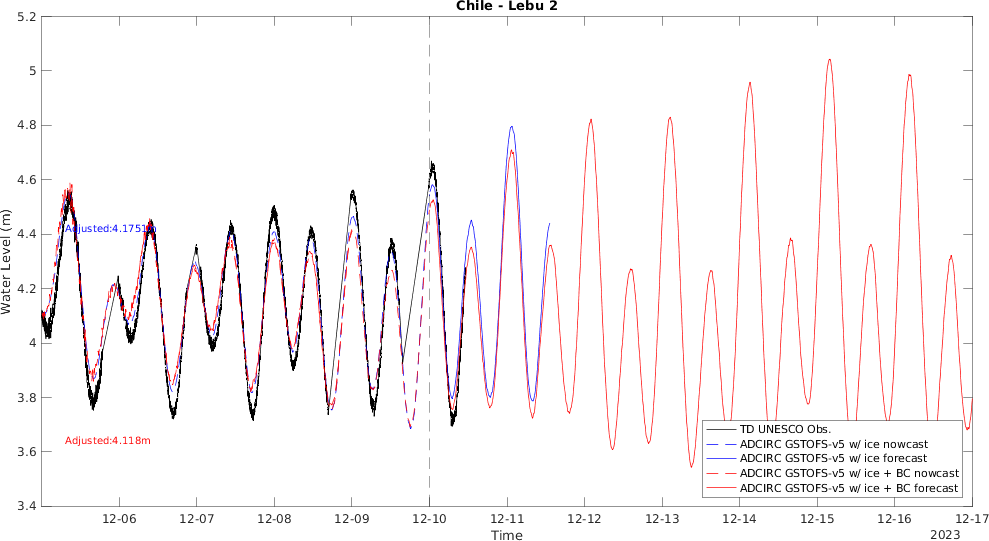 Chile - Lebu 2
5.2
5
4.8
4.6
4.4
4.2
4
3.8
3.6
3.4
Water Level (m)
Adjusted:4.1751m
Adjusted:4.118m
TD UNESCO Obs.
ADCIRC GSTOFS-v5 w/ ice nowcast
ADCIRC GSTOFS-v5 w/ ice forecast
ADCIRC GSTOFS-v5 w/ ice + BC nowcast
ADCIRC GSTOFS-v5 w/ ice + BC forecast
12-06 12-07 12-08 12-09 12-10 12-11 12-12 12-13 12-14 12-15 12-16 12-17
Time
2023